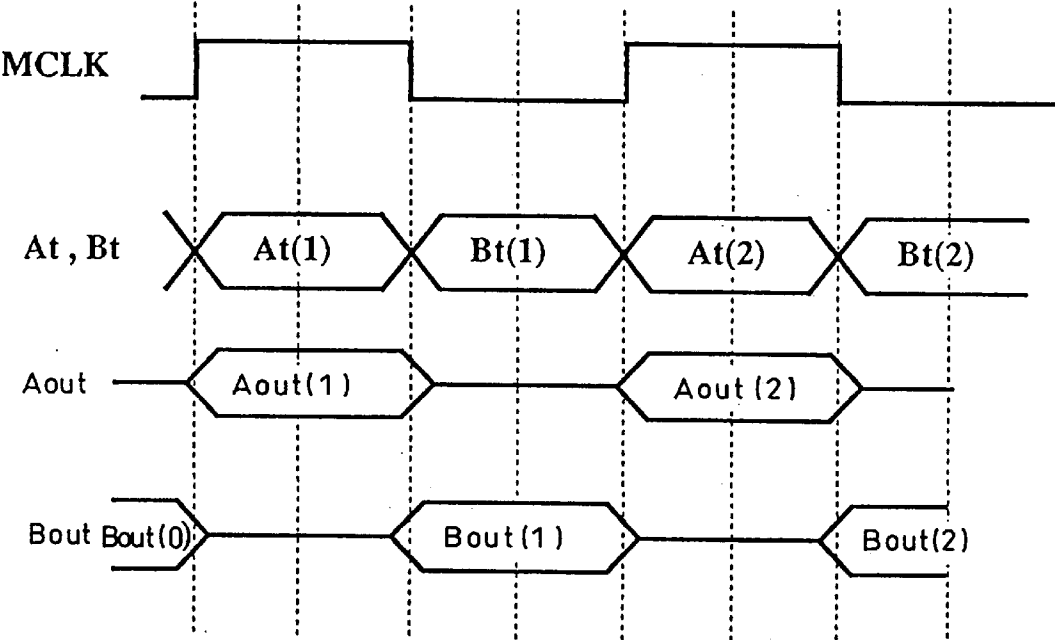 MCLK
At , Bt At(1) Bt(1) At(2) Bt(2)
Aout Aout(1) Aout(2)
Bout Bout(0) Bout(1) Bout(2)